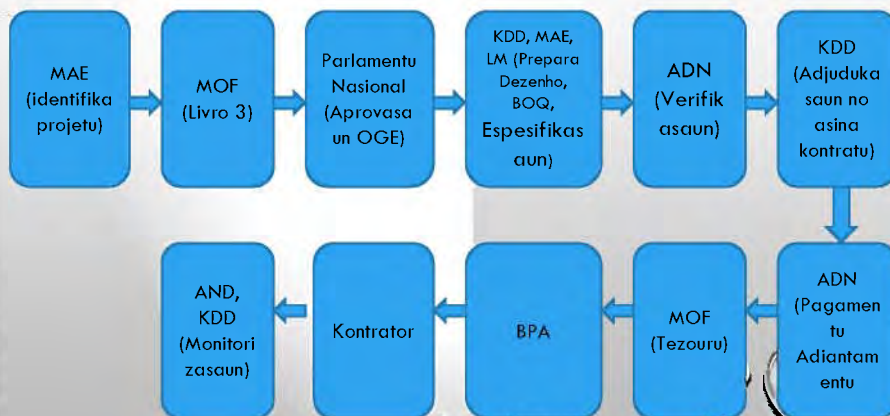 MAE
(identifika
projetu)
MOF
(Livro 3)
Parlamentu
Nasional
(Aprovasa
un OGE)
KDD, MAE,
LM (Prepara
Dezenho,
BOQ,
Espesifikas
aun)
ADN
(Verifik
asaun)
KDD
(Adjuduka
saun no
asina
kontratu)
ADN
(Pagamen
tu
Adiantam
entu)
MOF
(Tezouru)
BPA
Kontrator
AND,
KDD
(Monitori
zasaun)